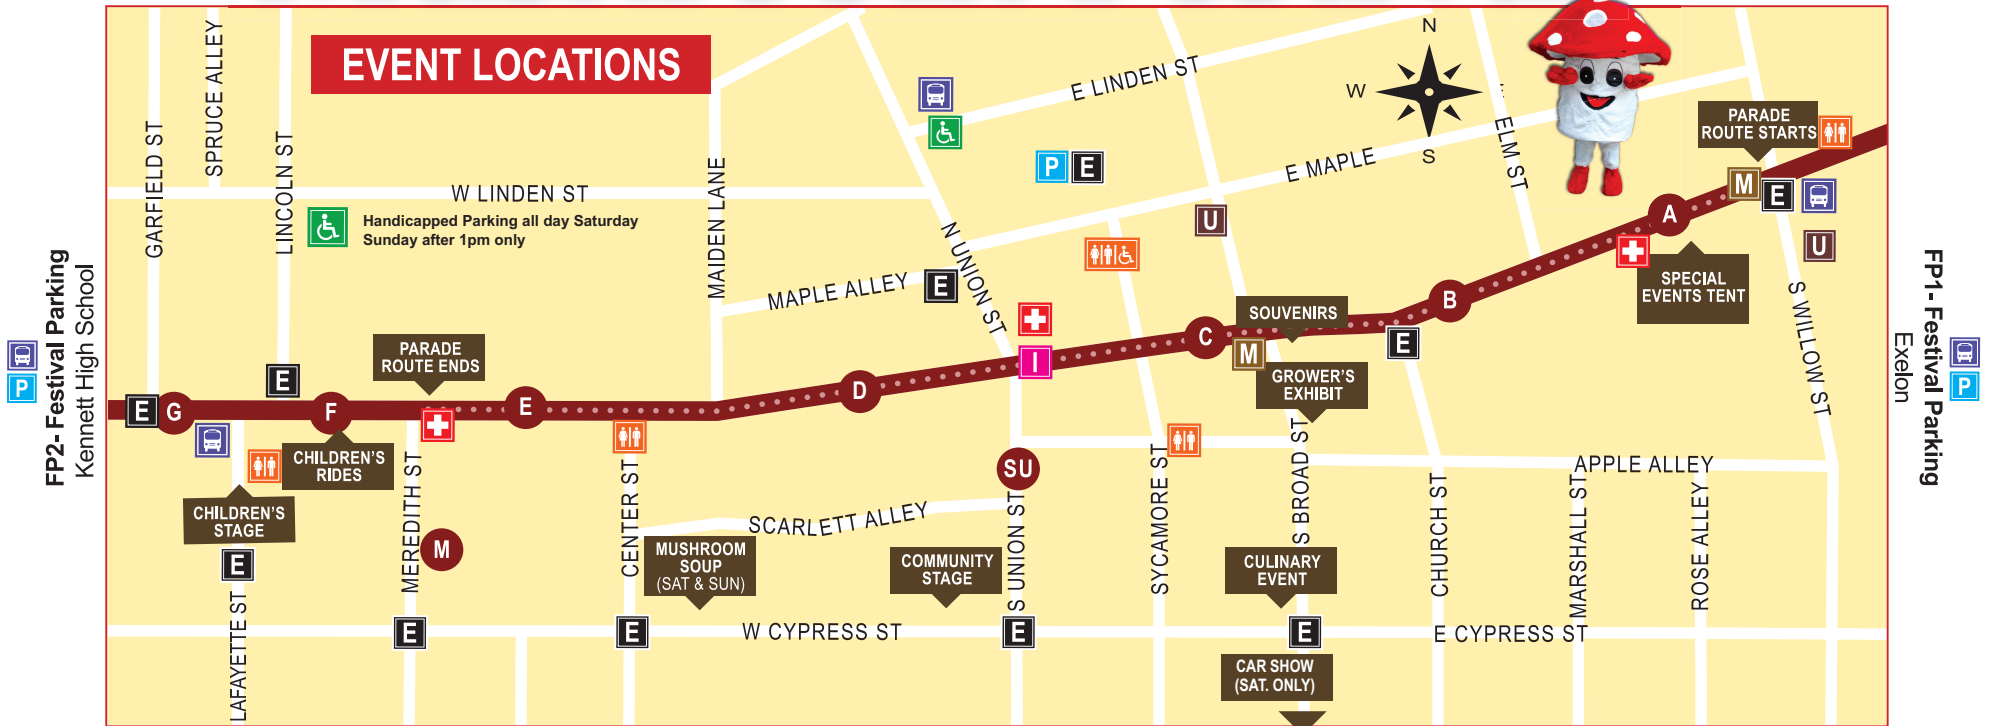 EVENT LOCATIONS
N
W
S
E LINDEN ST
E MAPLE
ELM ST
PARADE
ROUTE STARTS
M
E
U
A
SPECIAL
EVENTS TENT
S WILLOW ST
GARFIELD ST
SPRUCE ALLEY
LINCOLN ST
W LINDEN ST
Handicapped Parking all day Saturday
Sunday after 1pm only
MAIDEN LANE
MAPLE ALLEY
E
N UNION ST
P
E
U
B
C
SOUVENIRS
M
E
GROWER'S
EXHIBIT
I
D
E
PARADE
ROUTE ENDS
E
F
E
G
CHILDREN'S
RIDES
CHILDREN'S
STAGE
E
LAFAYETTE ST
MEREDITH ST
M
E
CENTER ST
E
MUSHROOM
SOUP
(SAT & SUN)
SCARLETT ALLEY
W CYPRESS ST
COMMUNITY
STAGE
SU
S UNION ST
E
SYCAMORE ST
S BROAD ST
CULINARY
EVENT
E
CAR SHOW
(SAT. ONLY)
CHURCH ST
E CYPRESS ST
APPLE ALLEY
MARSHALL ST
ROSE ALLEY
FP2- Festival Parking
Kennett High School
P
FP1- Festival Parking
Exelon
P